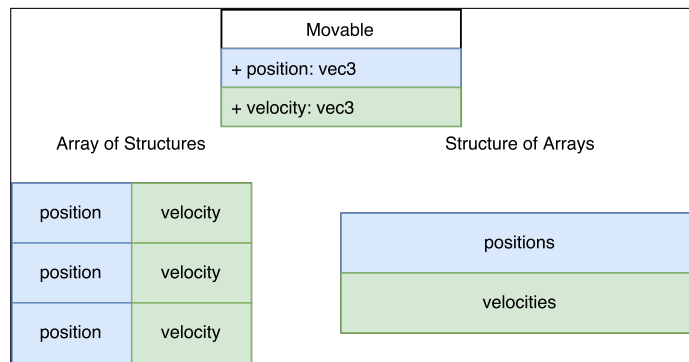 Movable
+ position: vec3
+ velocity: vec3
Array of Structures
Structure of Arrays
position velocity
position velocity
position velocity
positions
velocities